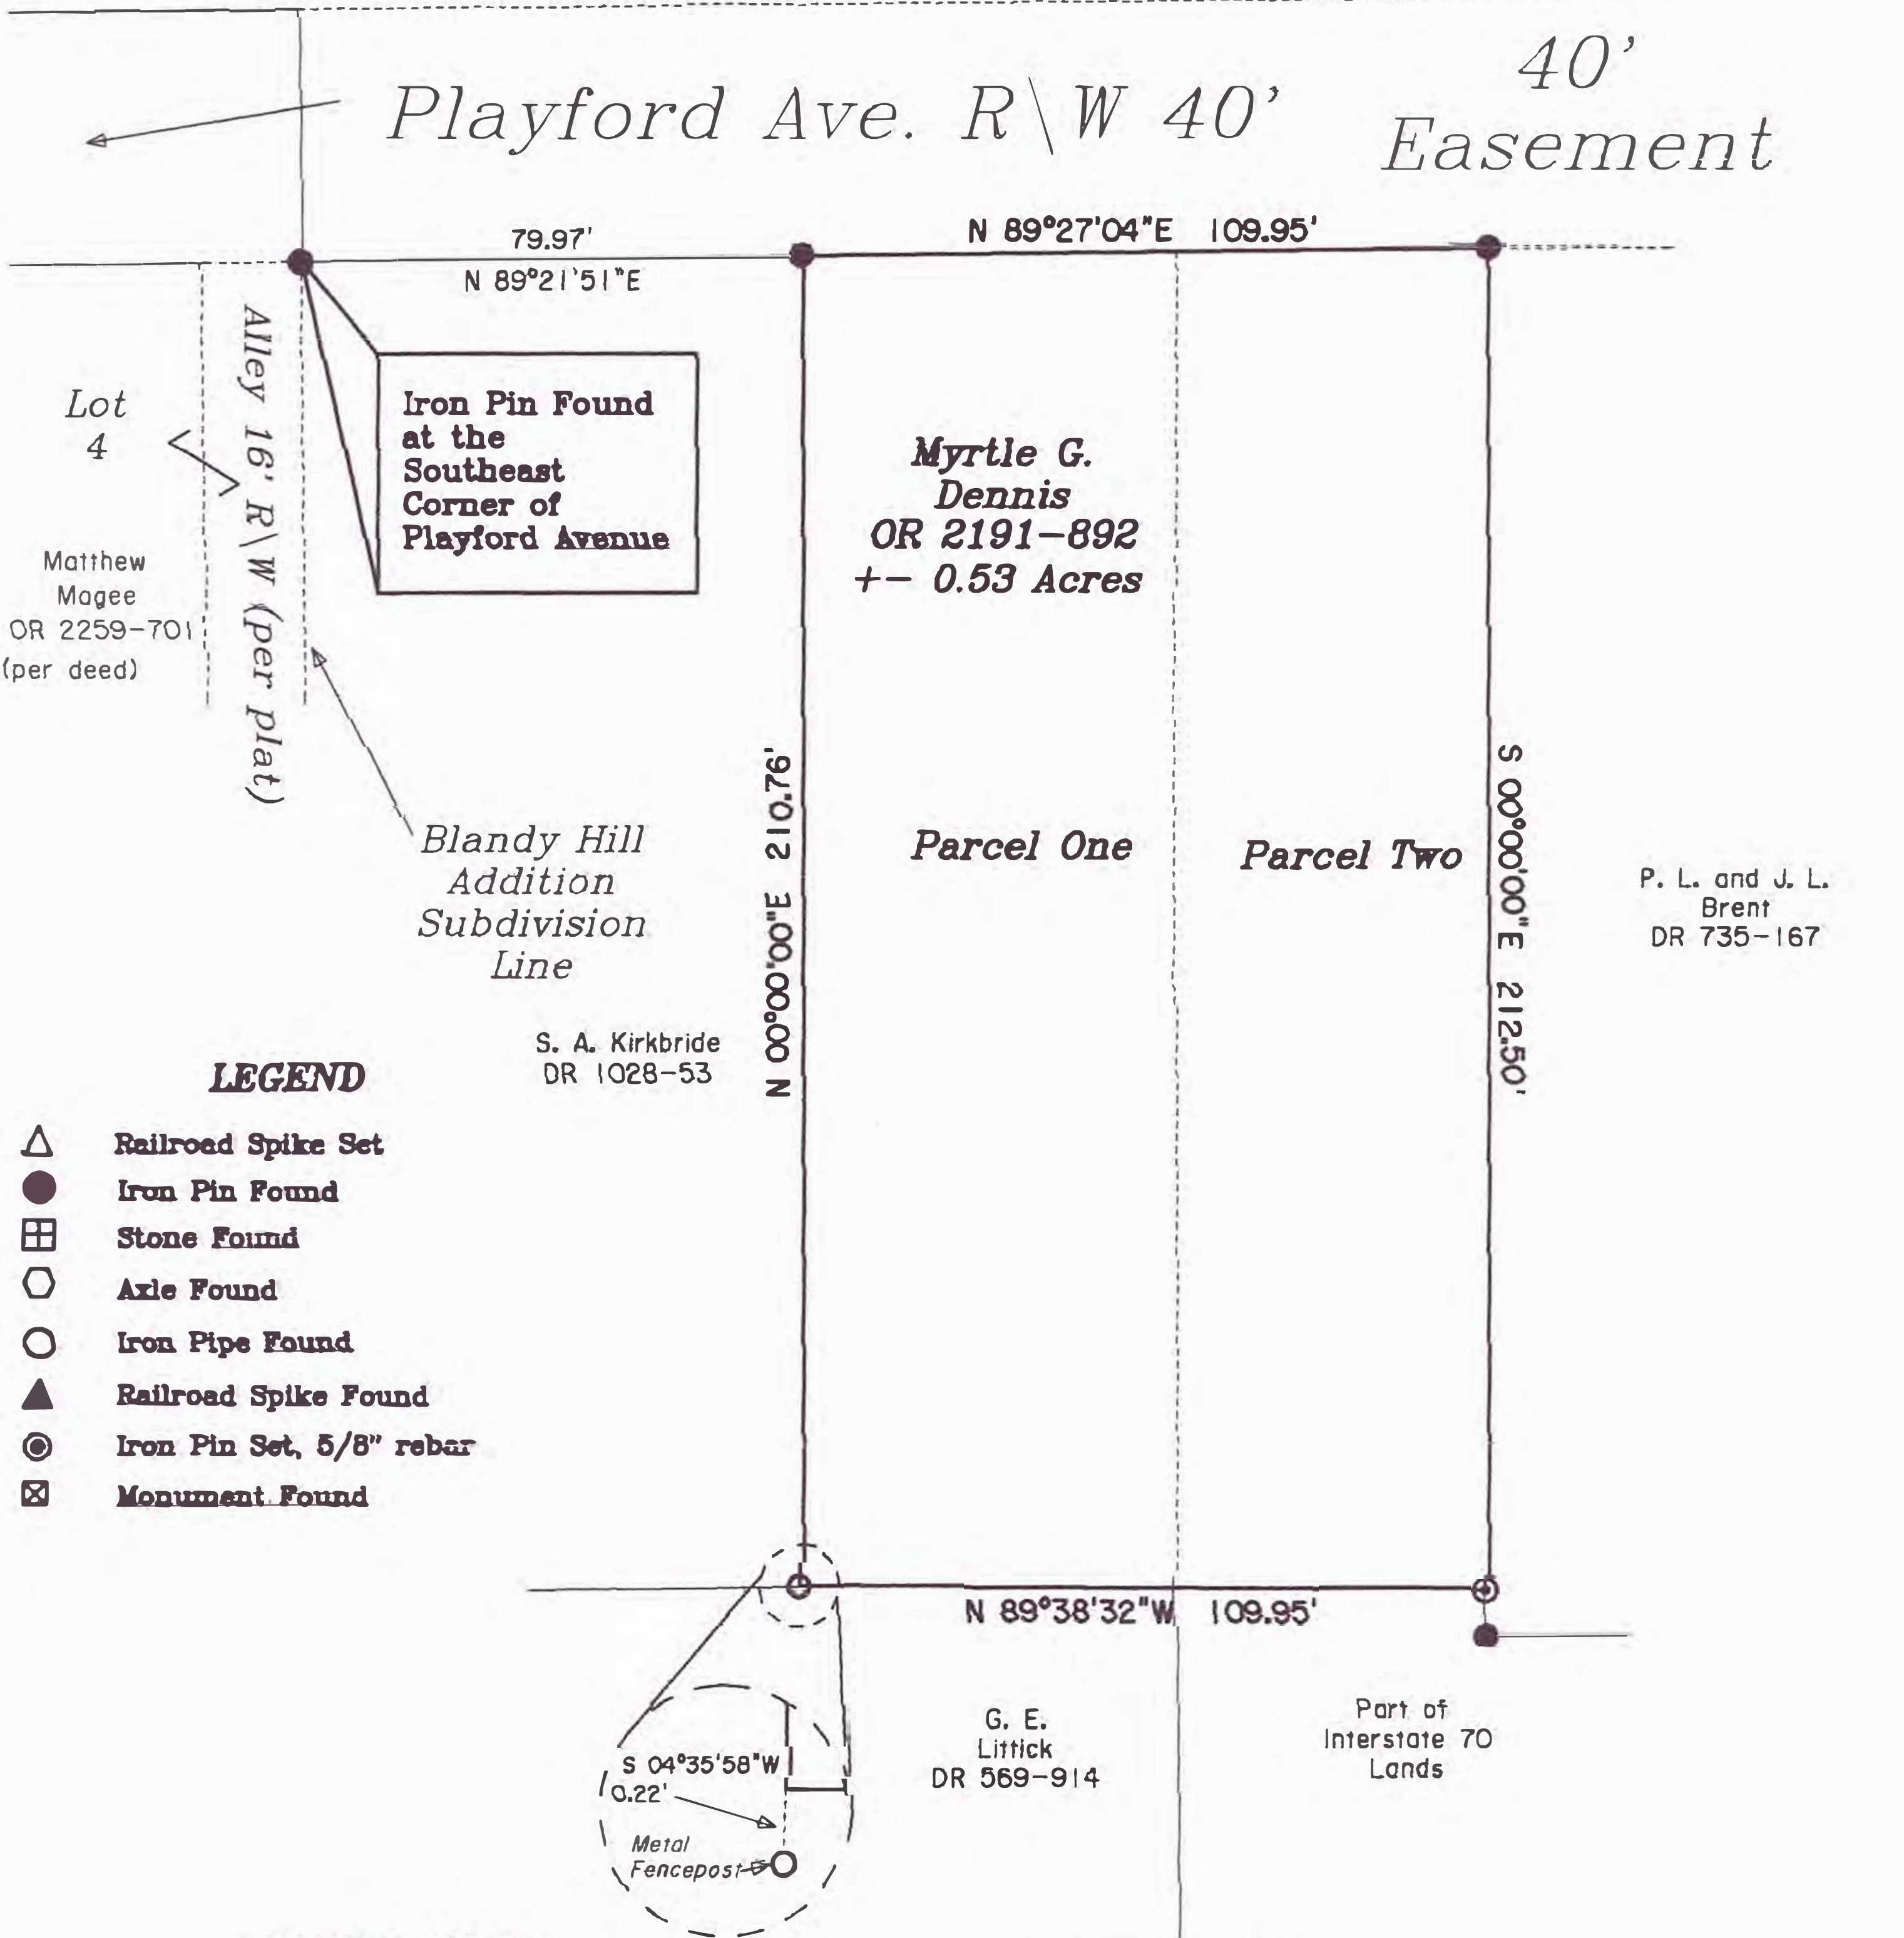 Playford Ave. R\W 40'
40'
Easement
79.97'
N 89°21'51"E
N 89°27'04"E 109.95'
Alley 16' R\W (per plat)
Lot
4
Matthew
Magee
OR 2259-701
(per deed)
Iron Pin Found
at the
Southeast
Corner of
Playford Avenue
Myrtle G.
Dennis
OR 2191-892
+- 0.53 Acres
Parcel One
Parcel Two
N 00°00'00"E 210.76'
S 00°00'00"E 212.50'
Blandy Hill
Addition
Subdivision
Line
S. A. Kirkbride
DR 1028-53
P. L. and J. L.
Brent
DR 735-167
LEGEND
Railroad Spike Set
Iron Pin Found
Stone Found
Axle Found
Iron Pipe Found
Railroad Spike Found
Iron Pin Set, 5/8" rebar
Monument Found
N 89°38'32"W 109.95'
S 04°35'58"W
0.22'
Metal
Fencepost
G. E.
Littick
DR 569-914
Part of
Interstate 70
Lands